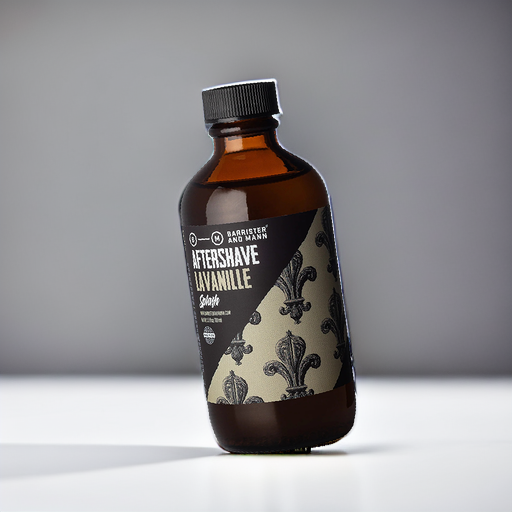 B M BARRISTER
AND MANN
AFTERSHAVE
LAVANILLE
Splash